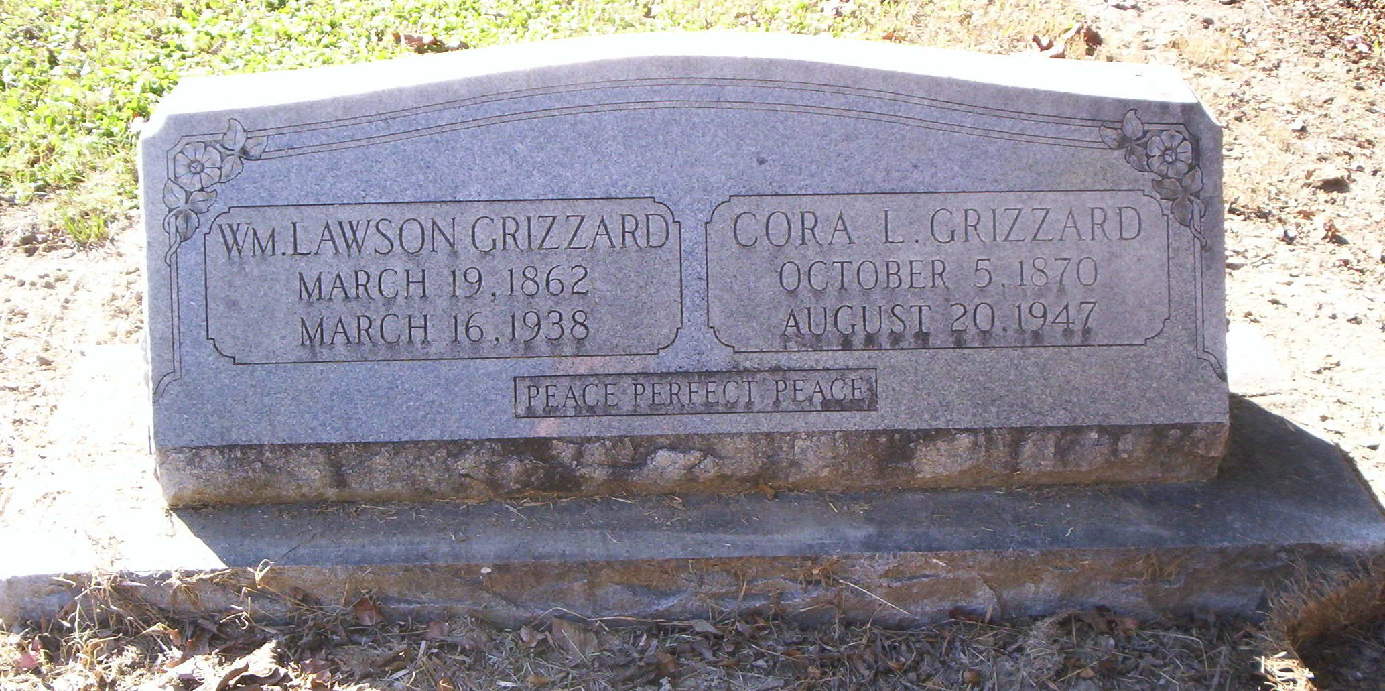 WM. LAWSON GRIZZARD
MARCH 19, 1862
MARCH 16, 1938
CORA L. GRIZZARD
OCTOBER 5, 1870
AUGUST 20, 1947
PEACE PERFECT PEACE